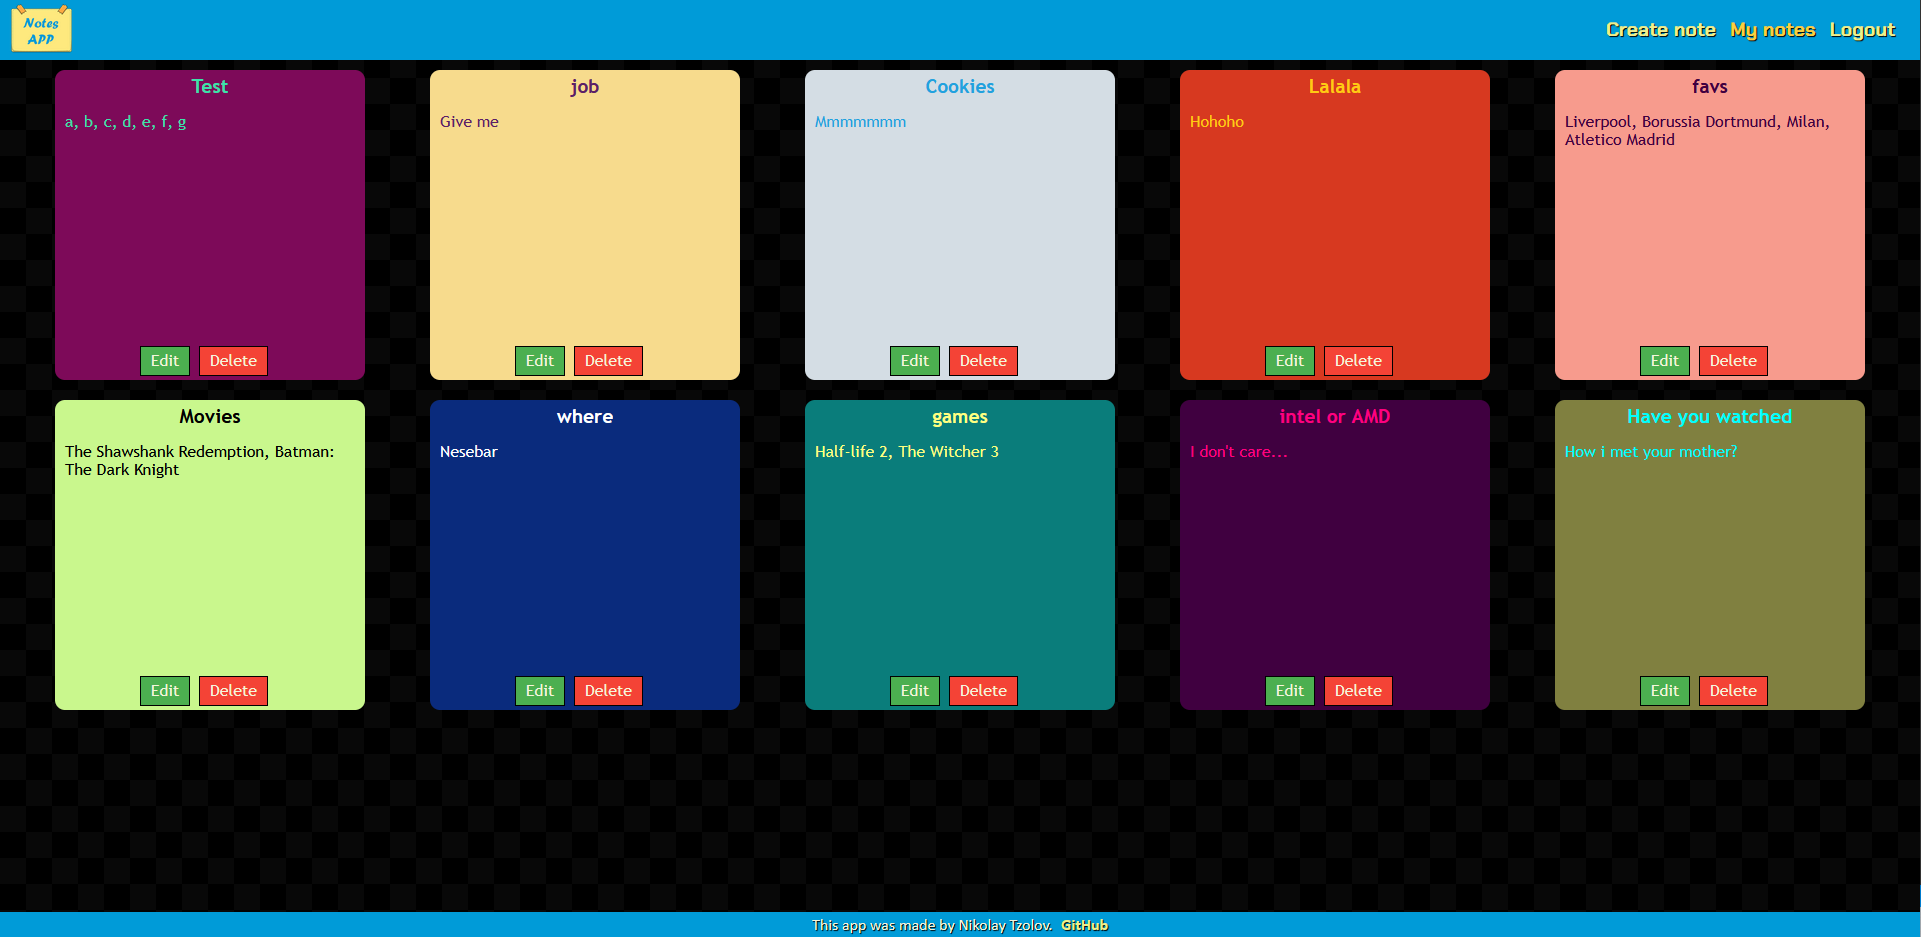 Notes
APP
Create note My notes Logout
Test
a, b, c, d, e, f, g
Edit Delete
job
Give me
Edit Delete
Cookies
Mmmmmmm
Edit Delete
Lalala
Hohoho
Edit Delete
favs
Liverpool, Borussia Dortmund, Milan,
Atletico Madrid
Edit Delete
Movies
The Shawshank Redemption, Batman:
The Dark Knight
Edit Delete
where
Nesebar
Edit Delete
games
Half-life 2, The Witcher 3
Edit Delete
intel or AMD
I don't care...
Edit Delete
Have you watched
How i met your mother?
Edit Delete
This app was made by Nikolay Tzolov. GitHub